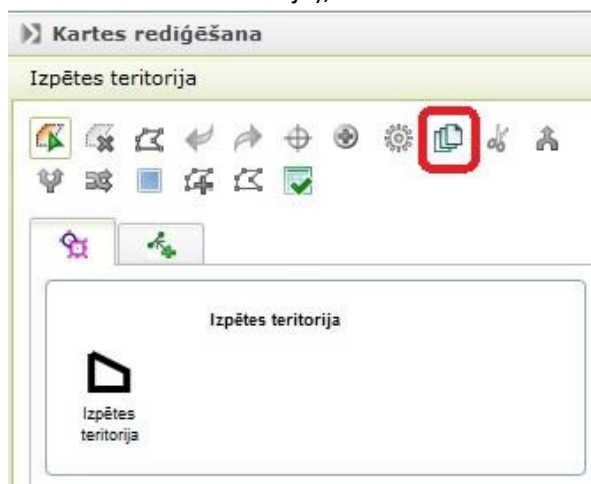 Kartes rediģēšana
Izpētes teritorija
Izpētes teritorija
Izpētes
teritorija